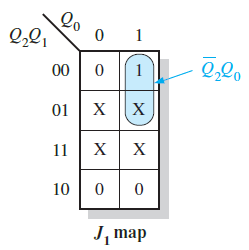 Q₀
Q₂Q₁ 0 1
00 0 1 Q̅₂Q₀
01 X X
11 X X
10 0 0
J₁ map